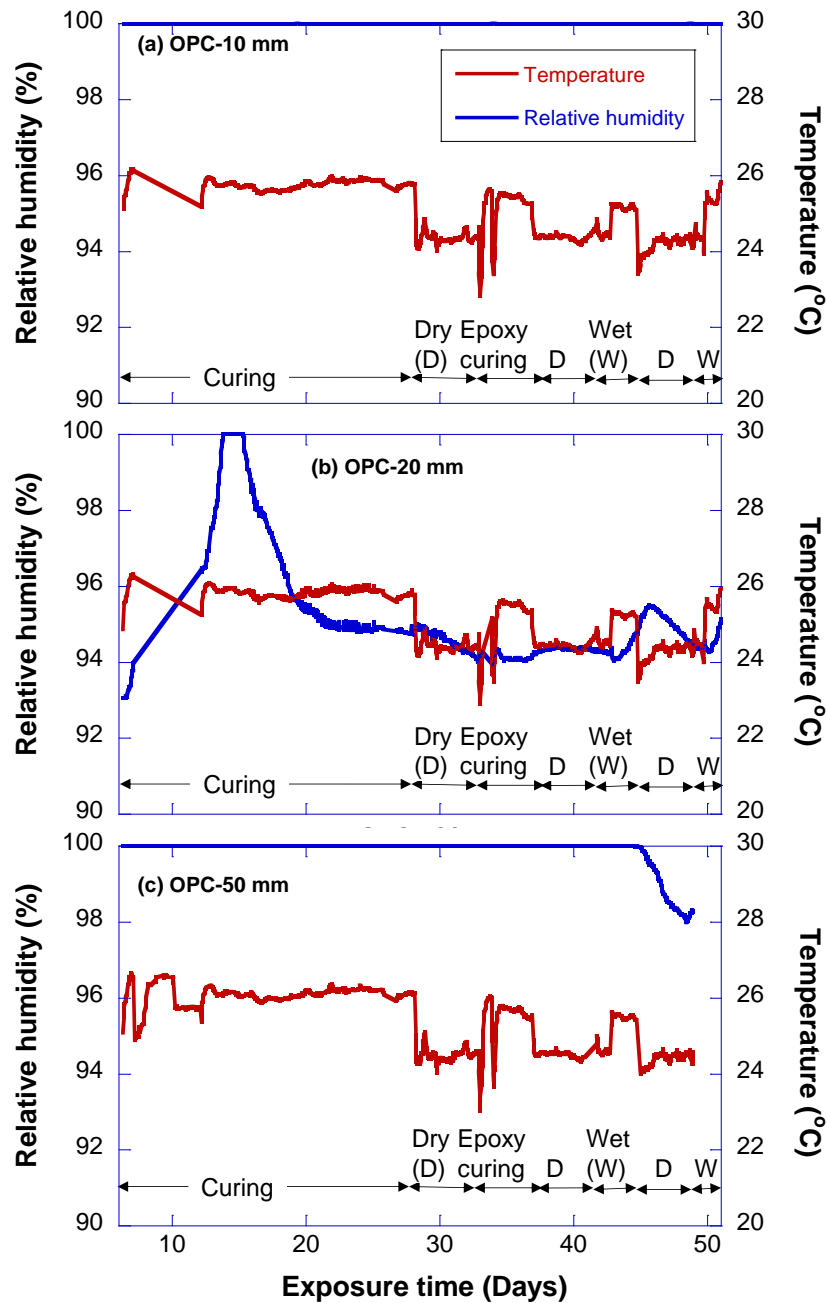 (a) OPC-10 mm
Temperature
Relative humidity
Relative humidity (%)
Temperature (°C)
100
98
96
94
92
90
30
28
26
24
22
20
Curing
Dry
(D)
Epoxy
curing
D
Wet
(W)
D
W
(b) OPC-20 mm
Relative humidity (%)
Temperature (°C)
100
98
96
94
92
90
30
28
26
24
22
20
Curing
Dry
(D)
Epoxy
curing
D
Wet
(W)
D
W
(c) OPC-50 mm
Relative humidity (%)
Temperature (°C)
100
98
96
94
92
90
30
28
26
24
22
20
Curing
Dry
(D)
Epoxy
curing
D
Wet
(W)
D
W
10
20
30
40
50
Exposure time (Days)